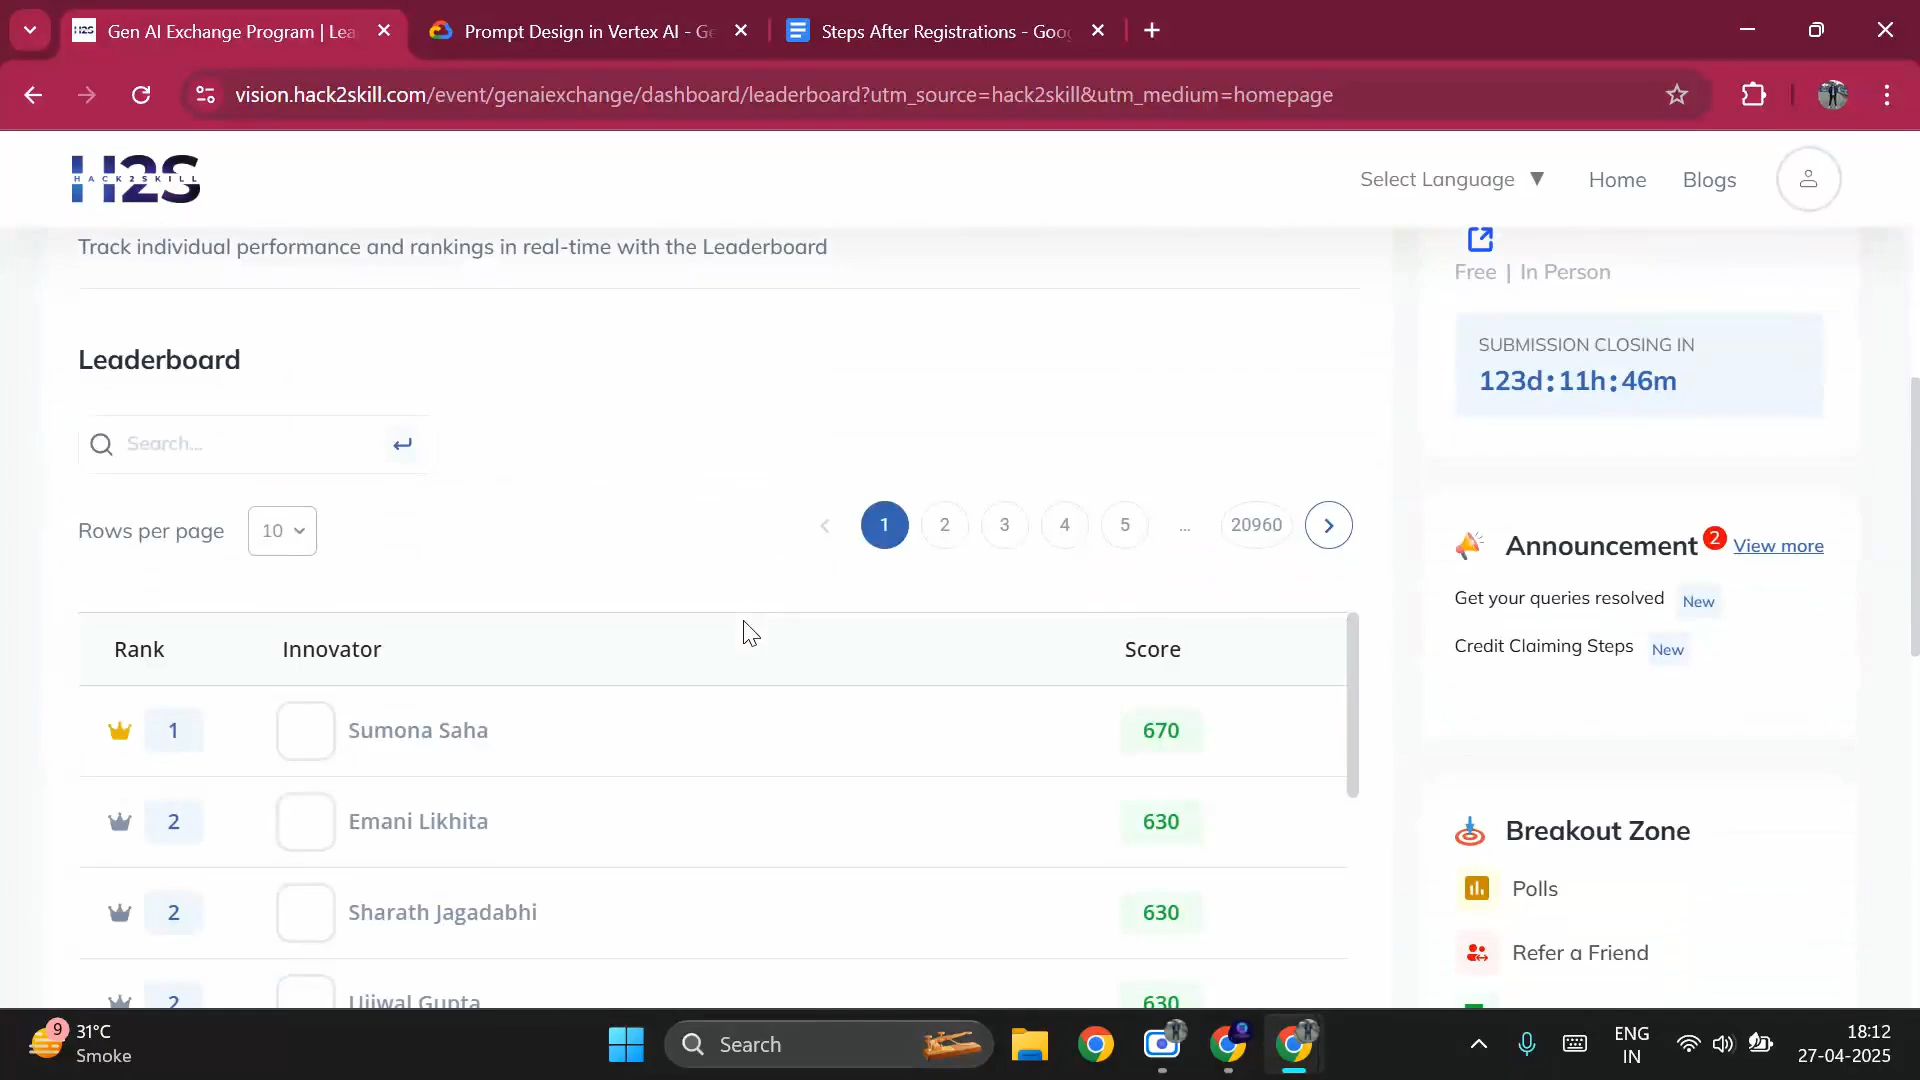 Gen AI Exchange Program | Lea
Prompt Design in Vertex AI - Ge
Steps After Registrations - Goo
vision.hack2skill.com/event/genaiexchange/dashboard/leaderboard?utm_source=hack2skill&utm_medium=homepage
H2S
HACK2SKILL
Select Language ▼
Home
Blogs
Track individual performance and rankings in real-time with the Leaderboard
Free | In Person
SUBMISSION CLOSING IN
123d:11h:46m
Leaderboard
Search...
Rows per page 10
1 2 3 4 5 ... 20960
Announcement 2 View more
Get your queries resolved New
Credit Claiming Steps New
Rank Innovator Score
1 Sumona Saha 670
2 Emani Likhita 630
2 Sharath Jagadabhi 630
2 Ujjwal Gupta 630
Breakout Zone
Polls
Refer a Friend
9
31°C
Smoke
Search
ENG
IN
18:12
27-04-2025